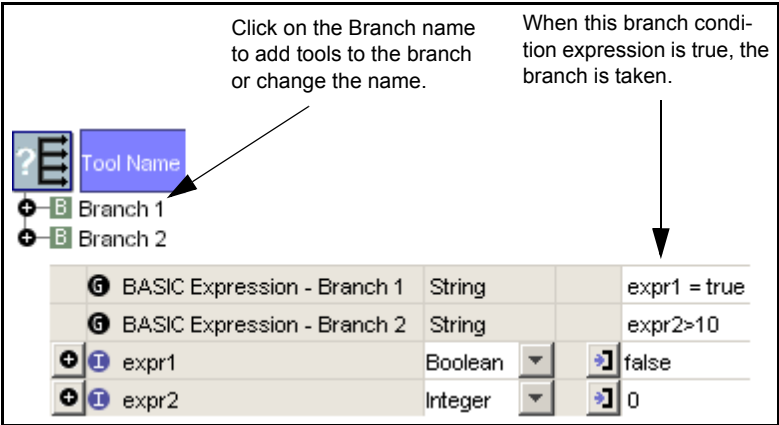 Click on the Branch name
to add tools to the branch
or change the name.
When this branch condi-
tion expression is true, the
branch is taken.
? Tool Name
B Branch 1
B Branch 2
G BASIC Expression - Branch 1 String expr1 = true
G BASIC Expression - Branch 2 String expr2>10
I expr1 Boolean false
I expr2 Integer 0